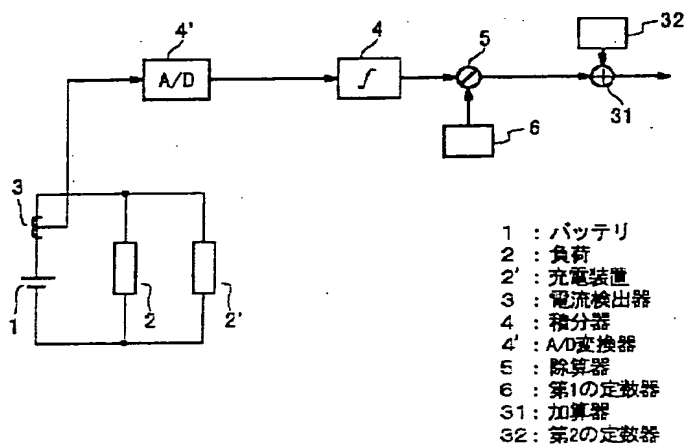 32
4'
4
5
A/D
∫
31
6
3
1
2
2'
1 : バッテリ
2 : 負荷
2' : 充電装置
3 : 電流検出器
4 : 積分器
4' : A/D変換器
5 : 除算器
6 : 第1の定数器
31 : 加算器
32 : 第2の定数器